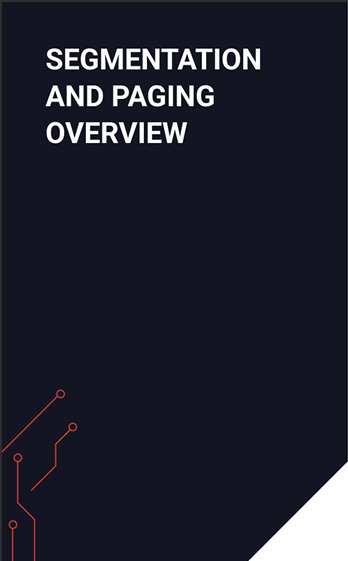 SEGMENTATION
AND PAGING
OVERVIEW